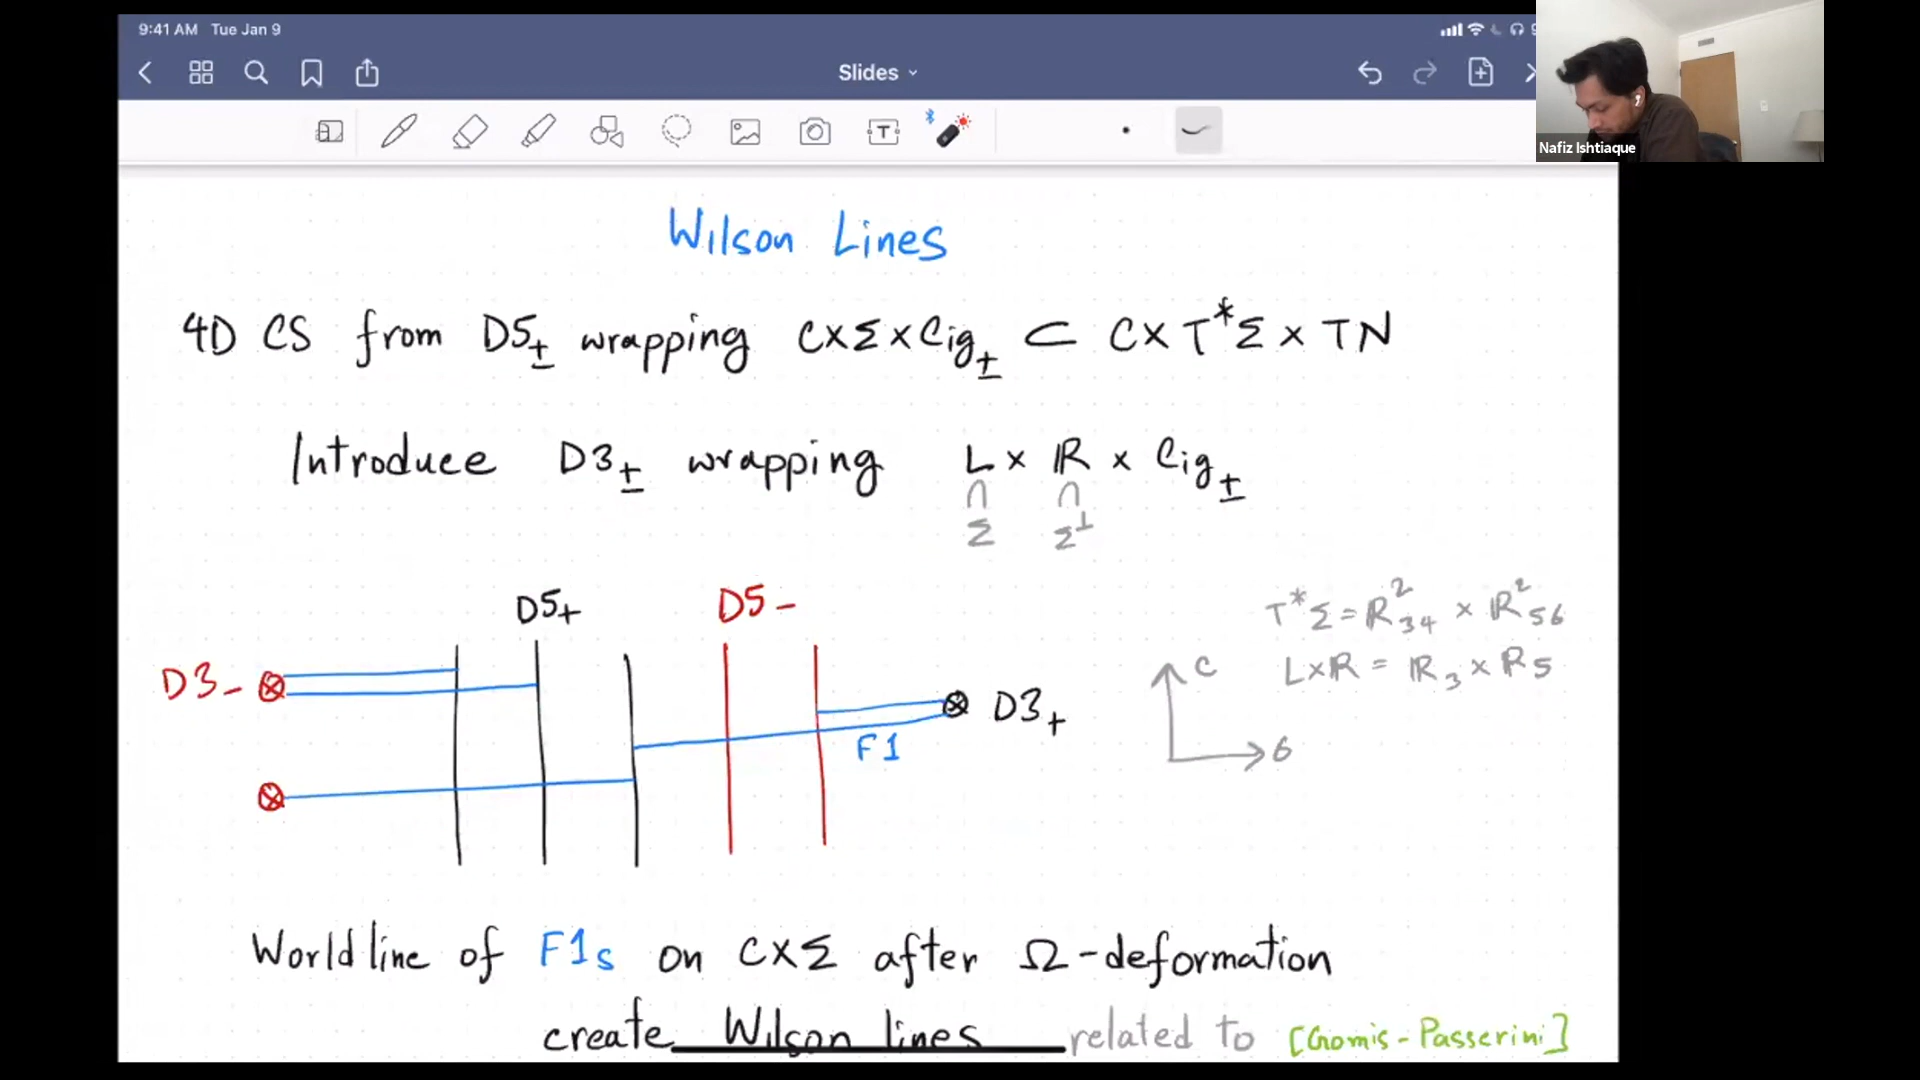 9:41 AM Tue Jan 9
Slides
Nafiz Ishtiaque
Wilson Lines
4D CS from D5± wrapping C×Σ×Cig± ⊂ C×T*Σ×TN
Introduce D3± wrapping L × ℝ × Cig±
∩ ∩
Σ Σ⊥
D5+ D5-
T*Σ = ℝ²₃₄ × ℝ²₅₆
D3- C L×ℝ = ℝ₃ × ℝ₅
D3+
F1 6
World line of F1s on C×Σ after Ω-deformation
create Wilson lines related to [Gomis-Passerini]